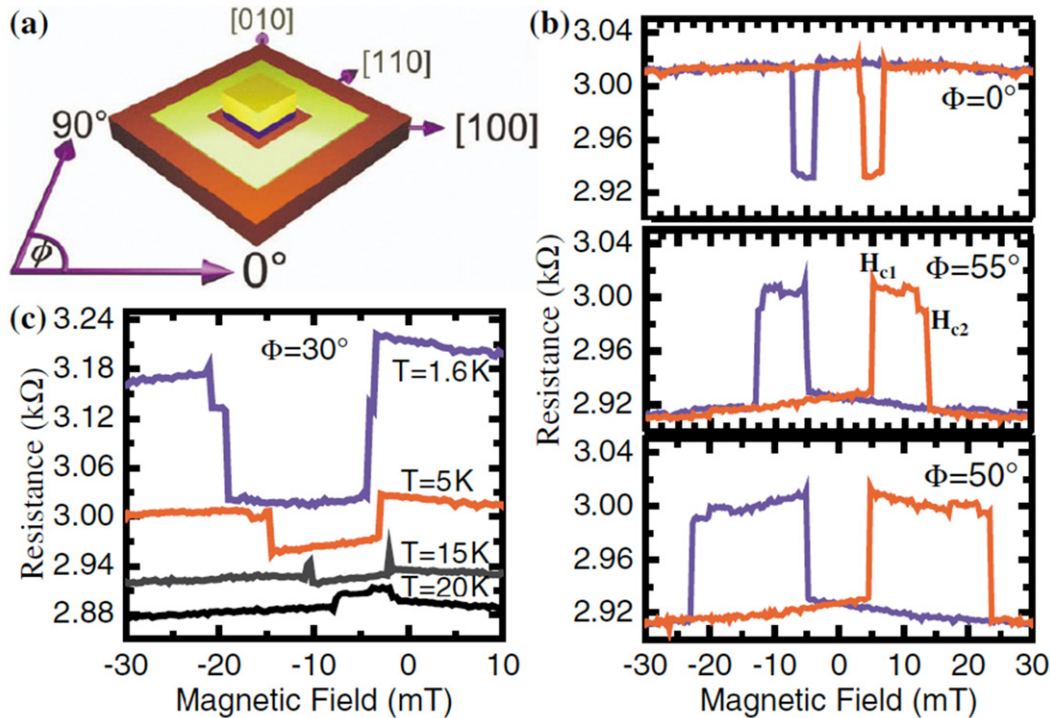 (a)
[010]
[110]
[100]
90°
ϕ
0°
(b)
3.04
3.00
2.96
2.92
Φ=0°
3.04
3.00
2.96
2.92
Hc1
Φ=55°
Hc2
3.04
3.00
2.96
2.92
Φ=50°
Resistance (kΩ)
-30 -20 -10 0 10 20 30
Magnetic Field (mT)
(c)
3.24
3.18
3.12
3.06
3.00
2.94
2.88
Φ=30°
T=1.6K
T=5K
T=15K
T=20K
Resistance (kΩ)
-30 -20 -10 0 10
Magnetic Field (mT)